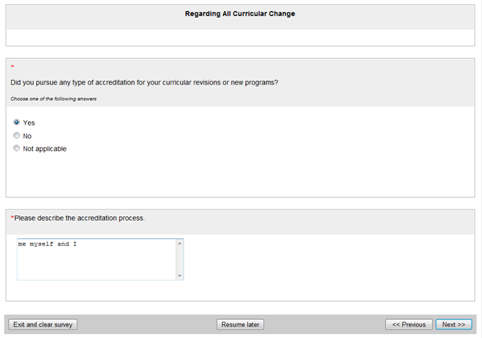 Regarding All Curricular Change
*
Did you pursue any type of accreditation for your curricular revisions or new programs?
Choose one of the following answers
Yes
No
Not applicable
*Please describe the accreditation process.
me myself and I
Exit and clear survey Resume later << Previous Next >>